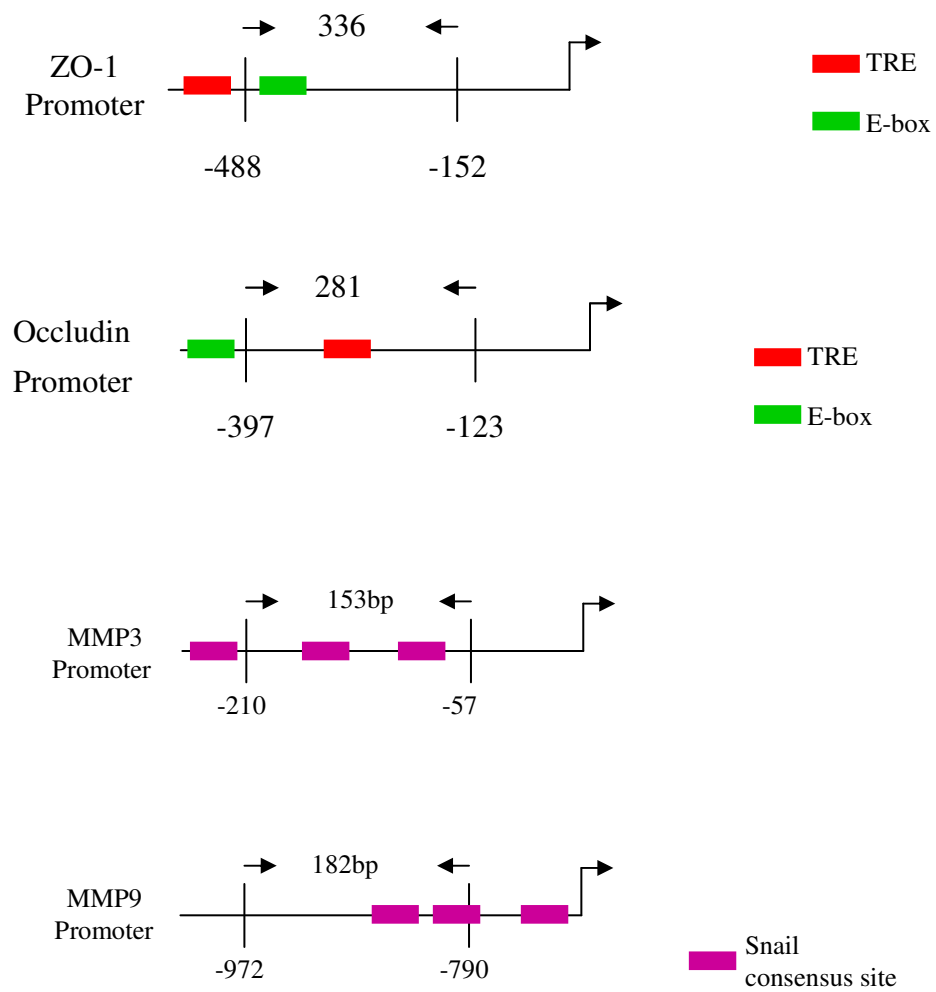 336
ZO-1
Promoter
TRE
E-box
-488
-152
281
Occludin
Promoter
TRE
E-box
-397
-123
153bp
MMP3
Promoter
-210
-57
182bp
MMP9
Promoter
-972
-790
Snail
consensus site